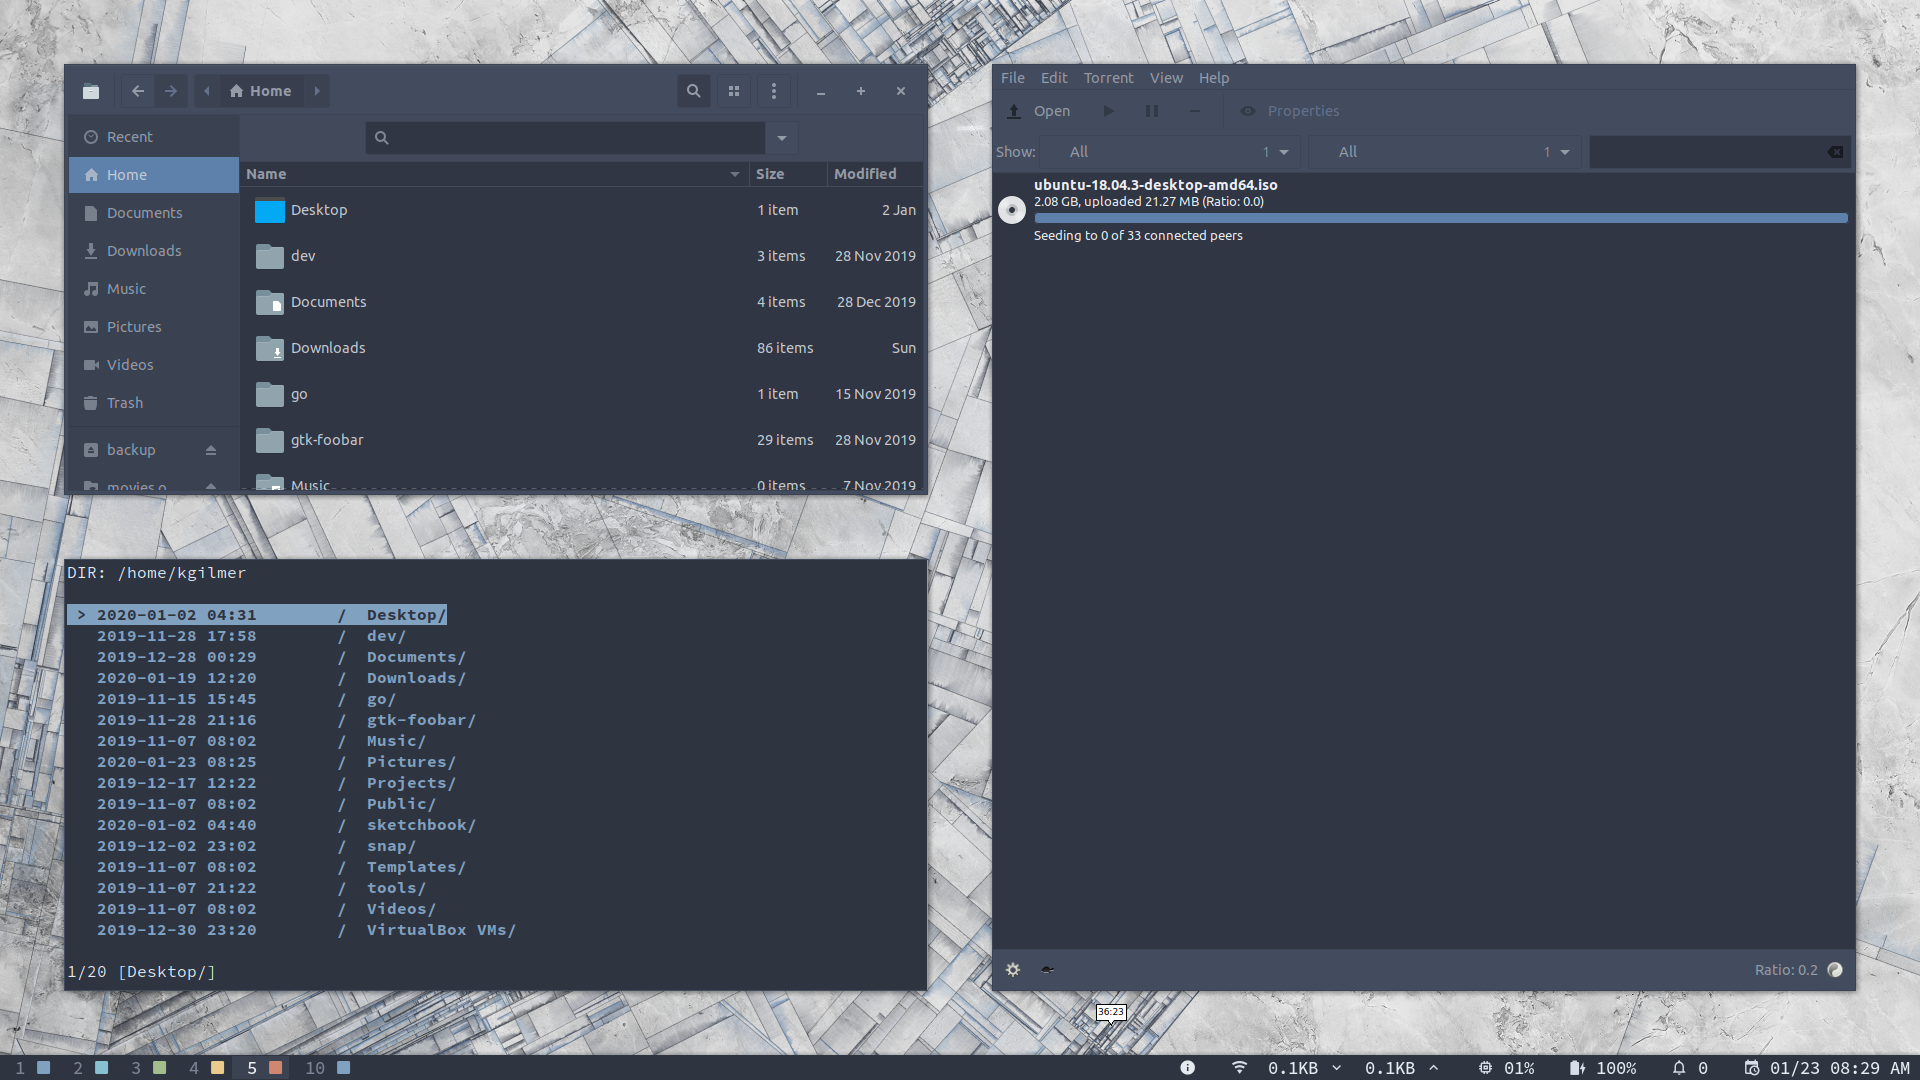 Home
Recent
Home
Documents
Downloads
Music
Pictures
Videos
Trash
backup
movies o
Name Size Modified
Desktop 1 item 2 Jan
dev 3 items 28 Nov 2019
Documents 4 items 28 Dec 2019
Downloads 86 items Sun
go 1 item 15 Nov 2019
gtk-foobar 29 items 28 Nov 2019
Music 0 items 7 Nov 2019
DIR: /home/kgilmer
> 2020-01-02 04:31 / Desktop/
2019-11-28 17:58 / dev/
2019-12-28 00:29 / Documents/
2020-01-19 12:20 / Downloads/
2019-11-15 15:45 / go/
2019-11-28 21:16 / gtk-foobar/
2019-11-07 08:02 / Music/
2020-01-23 08:25 / Pictures/
2019-12-17 12:22 / Projects/
2019-11-07 08:02 / Public/
2020-01-02 04:40 / sketchbook/
2019-12-02 23:02 / snap/
2019-11-07 08:02 / Templates/
2019-11-07 21:22 / tools/
2019-11-07 08:02 / Videos/
2019-12-30 23:20 / VirtualBox VMs/
1/20 [Desktop/]
File Edit Torrent View Help
Open Properties
Show: All 1 All 1
ubuntu-18.04.3-desktop-amd64.iso
2.08 GB, uploaded 21.27 MB (Ratio: 0.0)
Seeding to 0 of 33 connected peers
Ratio: 0.2
36:23
1 2 3 4 5 10 0.1KB 0.1KB 01% 100% 0 01/23 08:29 AM